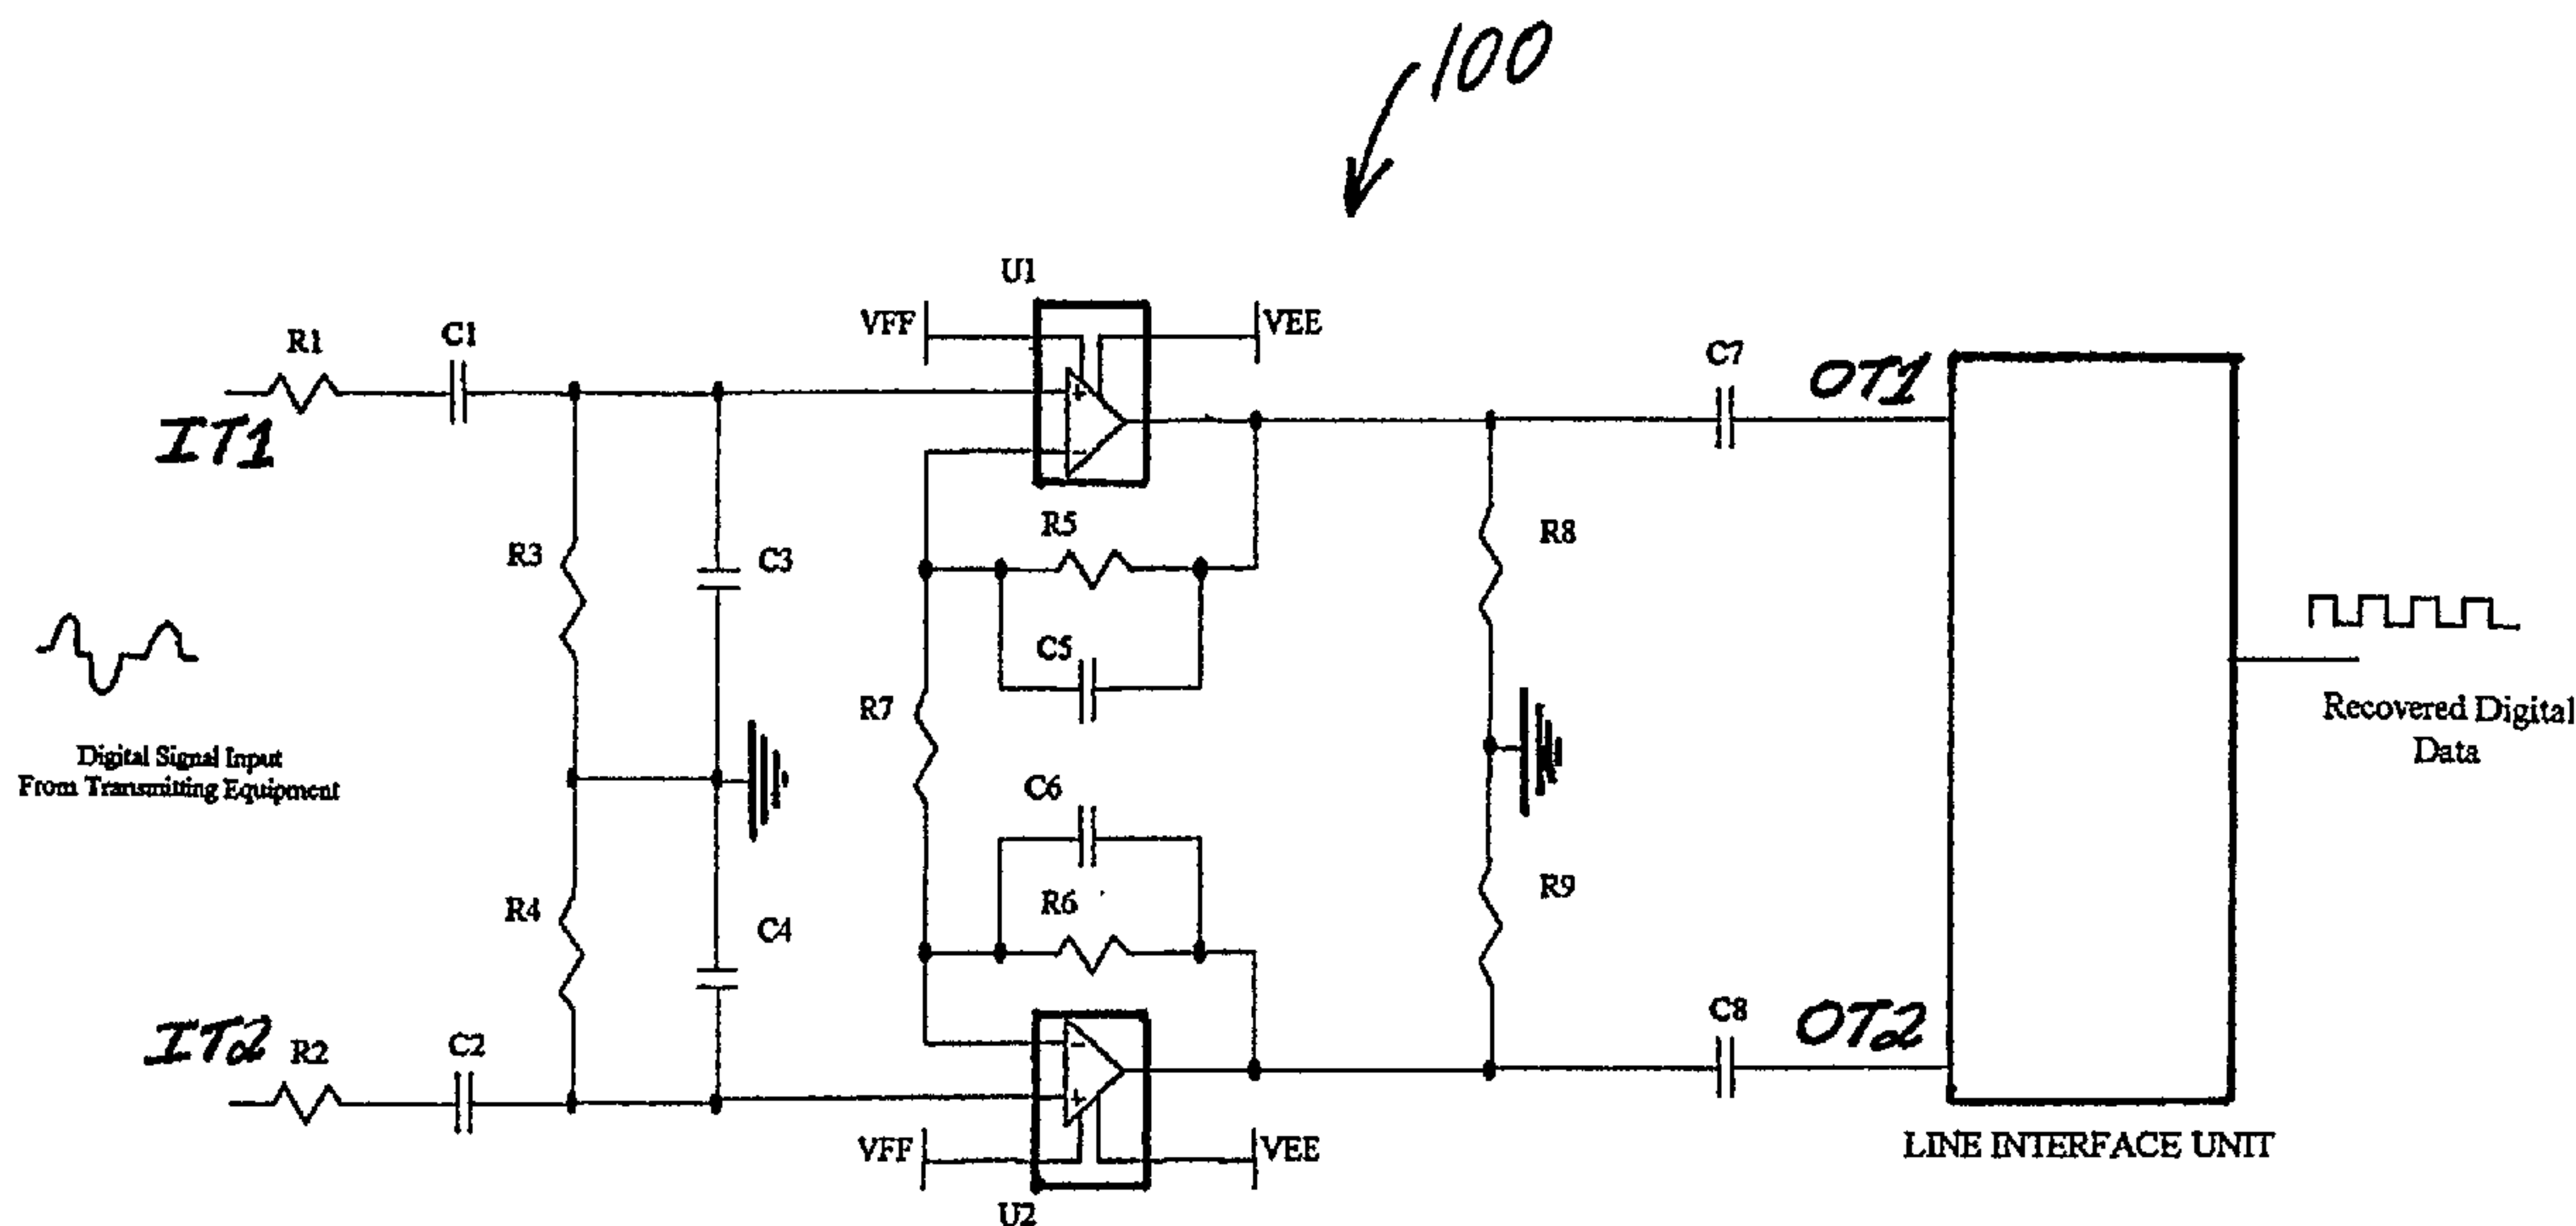 100
U1
VFF
VEE
R1
C1
C7
OT1
IT1
R5
R8
R3
C3
C5
R7
Recovered Digital
Data
Digital Signal Input
From Transmitting Equipment
C6
R4
C4
R6
R9
IT2
R2
C2
C8
OT2
VFF
VEE
LINE INTERFACE UNIT
U2
+
-
-
+